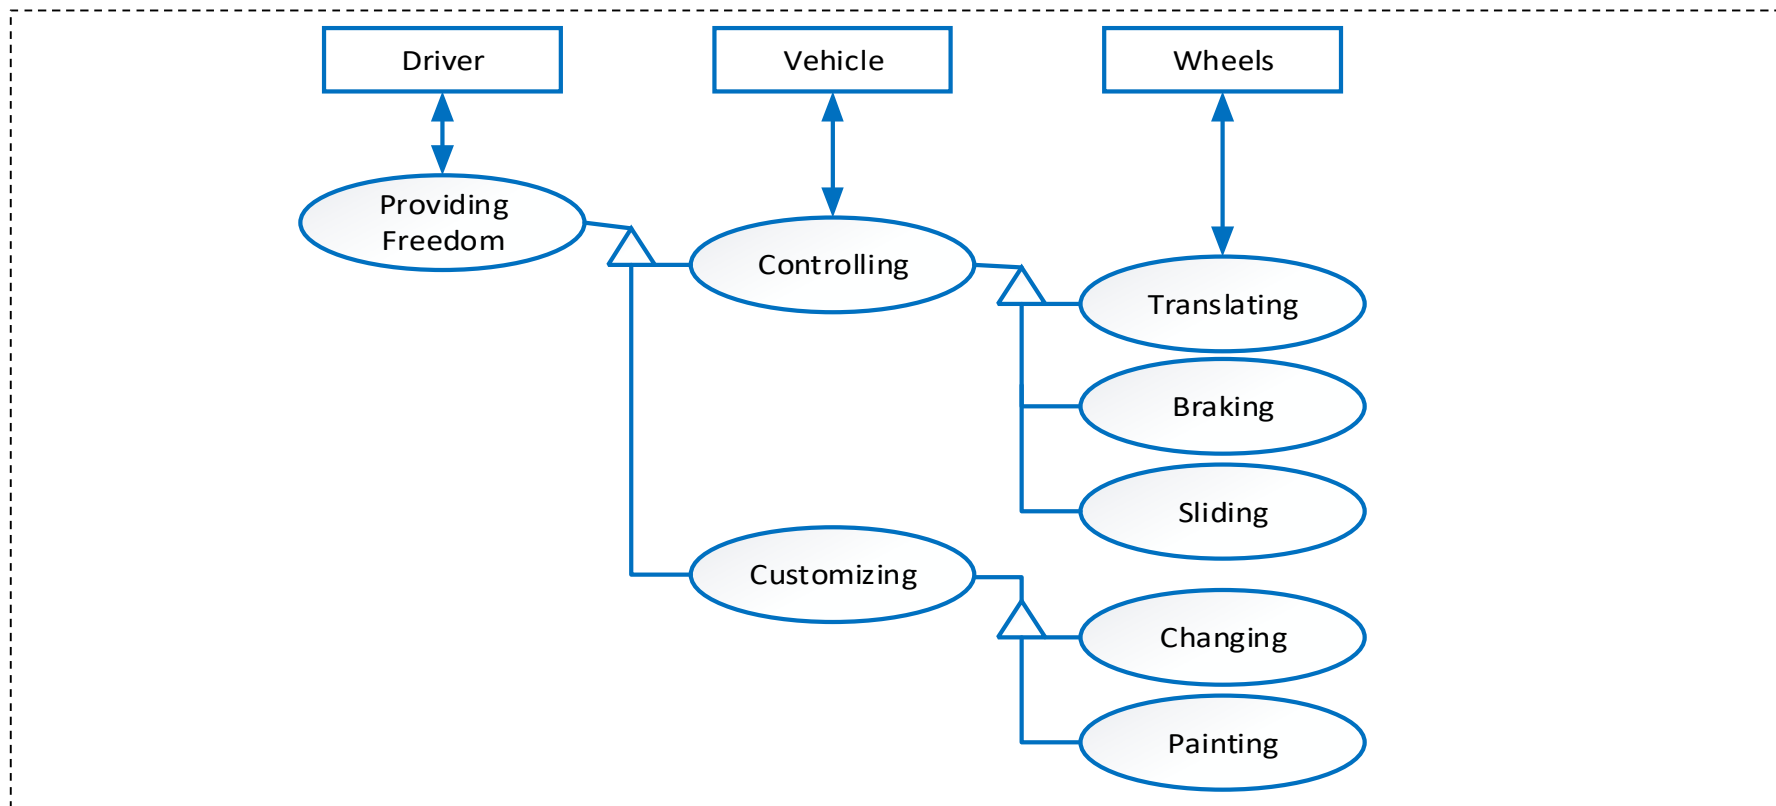 Driver
Vehicle
Wheels
Providing
Freedom
Controlling
Translating
Braking
Sliding
Customizing
Changing
Painting